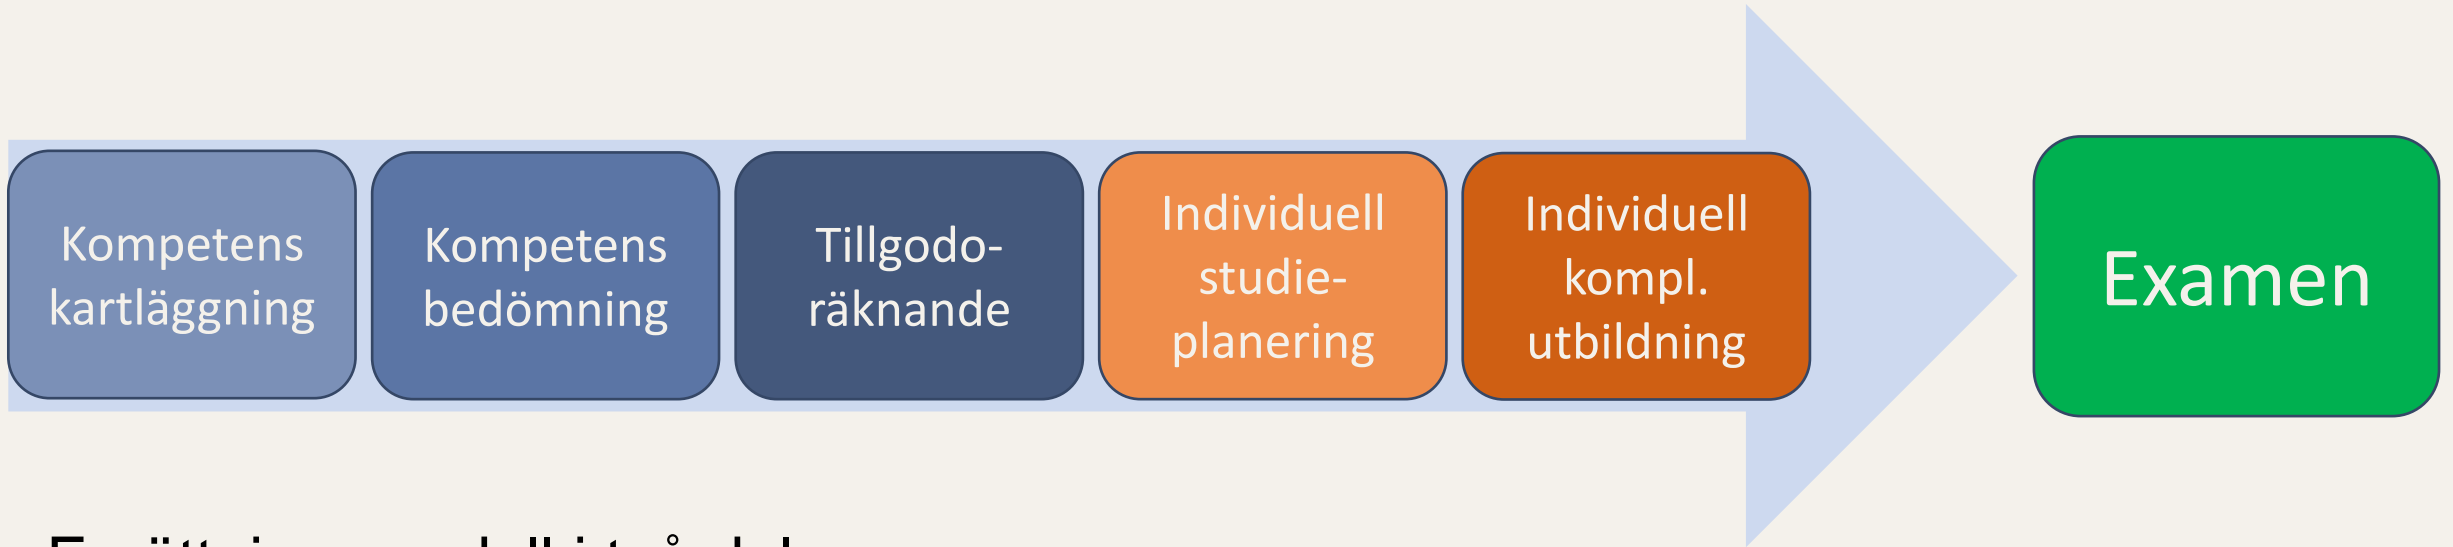 Kompetens
kartläggning
Kompetens
bedömning
Tillgodo-
räknande
Individuell
studie-
planering
Individuell
kompl.
utbildning
Examen